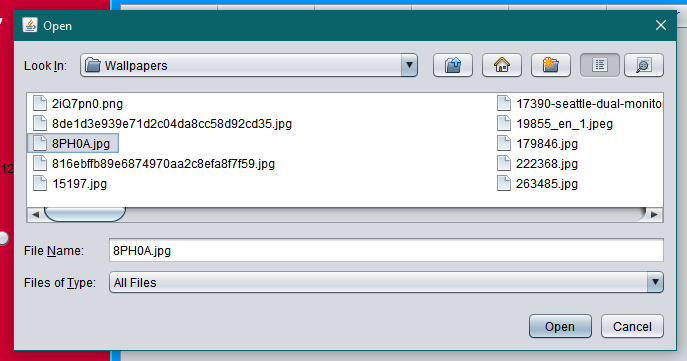 Open
Look In:
Wallpapers
2iQ7pn0.png
8de1d3e939e71d2c04da8cc58d92cd35.jpg
8PH0A.jpg
816ebffb89e6874970aa2c8efa8f7f59.jpg
15197.jpg
17390-seattle-dual-monito
19855_en_1.jpeg
179846.jpg
222368.jpg
263485.jpg
File Name:
8PH0A.jpg
Files of Type:
All Files
Open
Cancel
12